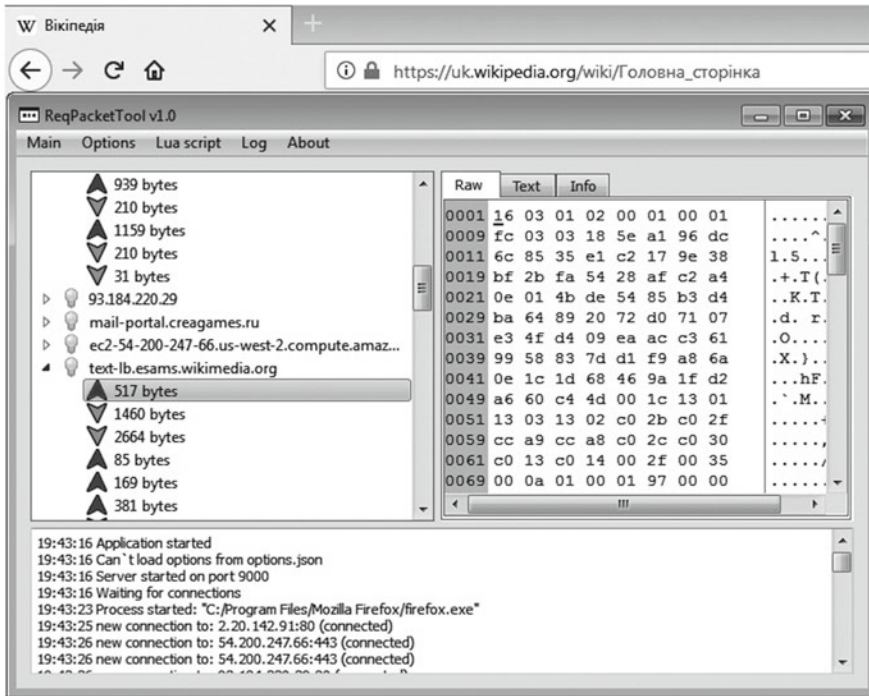 W Вікіпедія
https://uk.wikipedia.org/wiki/Головна_сторінка
ReqPacketTool v1.0
Main Options Lua script Log About
939 bytes
210 bytes
1159 bytes
210 bytes
31 bytes
93.184.220.29
mail-portal.creagames.ru
ec2-54-200-247-66.us-west-2.compute.amaz...
text-lb.esams.wikimedia.org
517 bytes
1460 bytes
2664 bytes
85 bytes
169 bytes
381 bytes
Raw Text Info
0001 16 03 01 02 00 01 00 01 ......
0009 fc 03 03 18 5e a1 96 dc ....^.
0011 6c 85 35 e1 c2 17 9e 38 l.5...
0019 bf 2b fa 54 28 af c2 a4 .+.T(.
0021 0e 01 4b de 54 85 b3 d4 ..K.T.
0029 ba 64 89 20 72 d0 71 07 .d. r.
0031 e3 4f d4 09 ea ac c3 61 .O....
0039 99 58 83 7d d1 f9 a8 6a .X.}..
0041 0e 1c 1d 68 46 9a 1f d2 ...hF.
0049 a6 60 c4 4d 00 1c 13 01 .`.M..
0051 13 03 13 02 c0 2b c0 2f .....+
0059 cc a9 cc a8 c0 2c c0 30 .....,
0061 c0 13 c0 14 00 2f 00 35 ...../
0069 00 0a 01 00 01 97 00 00 ......
19:43:16 Application started
19:43:16 Can`t load options from options.json
19:43:16 Server started on port 9000
19:43:16 Waiting for connections
19:43:23 Process started: "C:/Program Files/Mozilla Firefox/firefox.exe"
19:43:25 new connection to: 2.20.142.91:80 (connected)
19:43:26 new connection to: 54.200.247.66:443 (connected)
19:43:26 new connection to: 54.200.247.66:443 (connected)